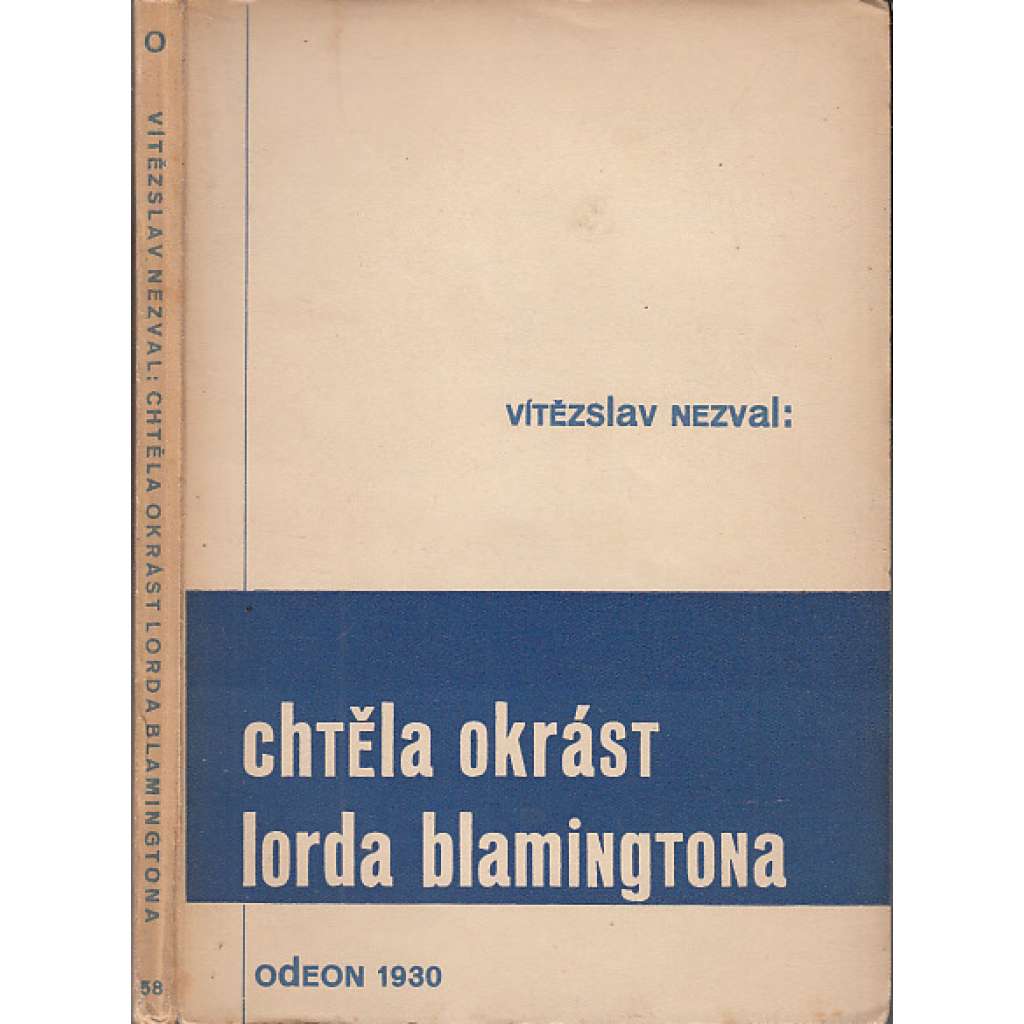 O
VÍTĚZSLAV NEZVAL: CHTĚLA OKRÁST LORDA BLAMINGTONA
58
VÍTĚZslav NEZval:
chTĚla okrásT
lorda blamiNgTONa
OdEON 1930